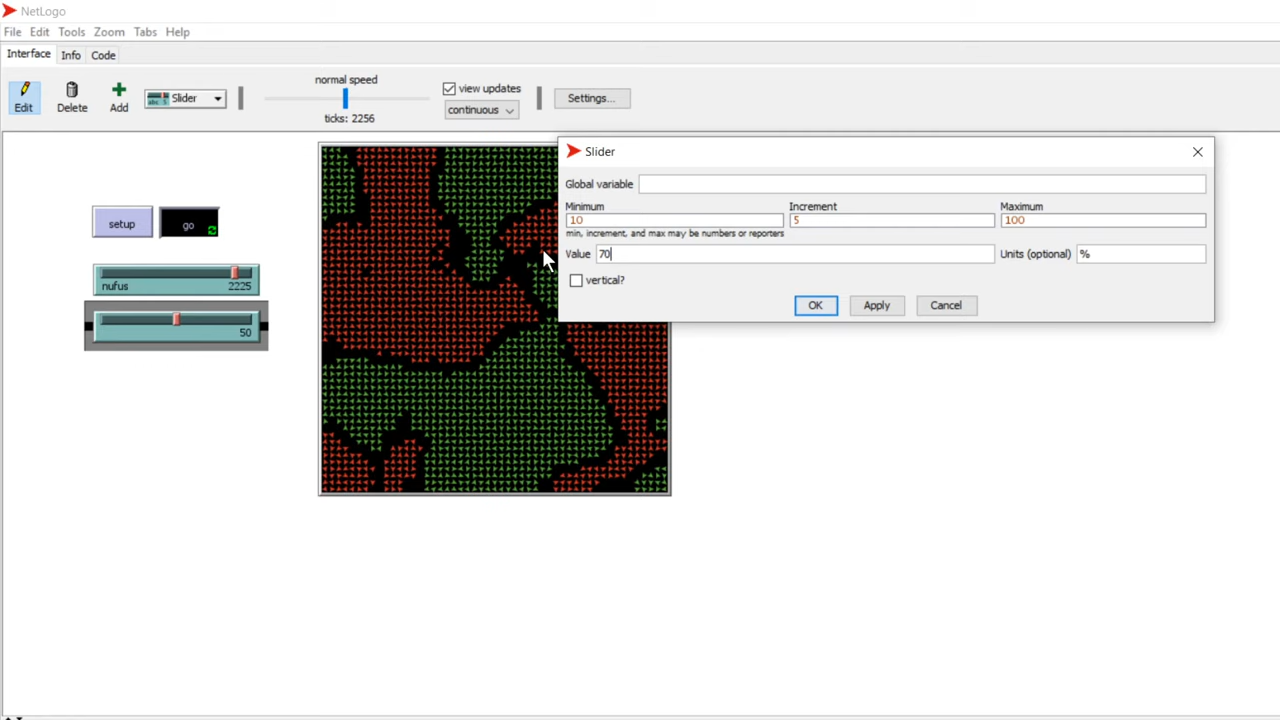 NetLogo
File Edit Tools Zoom Tabs Help
Interface Info Code
Edit Delete Add Slider normal speed ticks: 2256 view updates continuous Settings...
Slider
Global variable
Minimum Increment Maximum
10 5 100
min, increment, and max may be numbers or reporters
Value 70 Units (optional) %
vertical?
OK Apply Cancel
setup go
nufus 2225
50